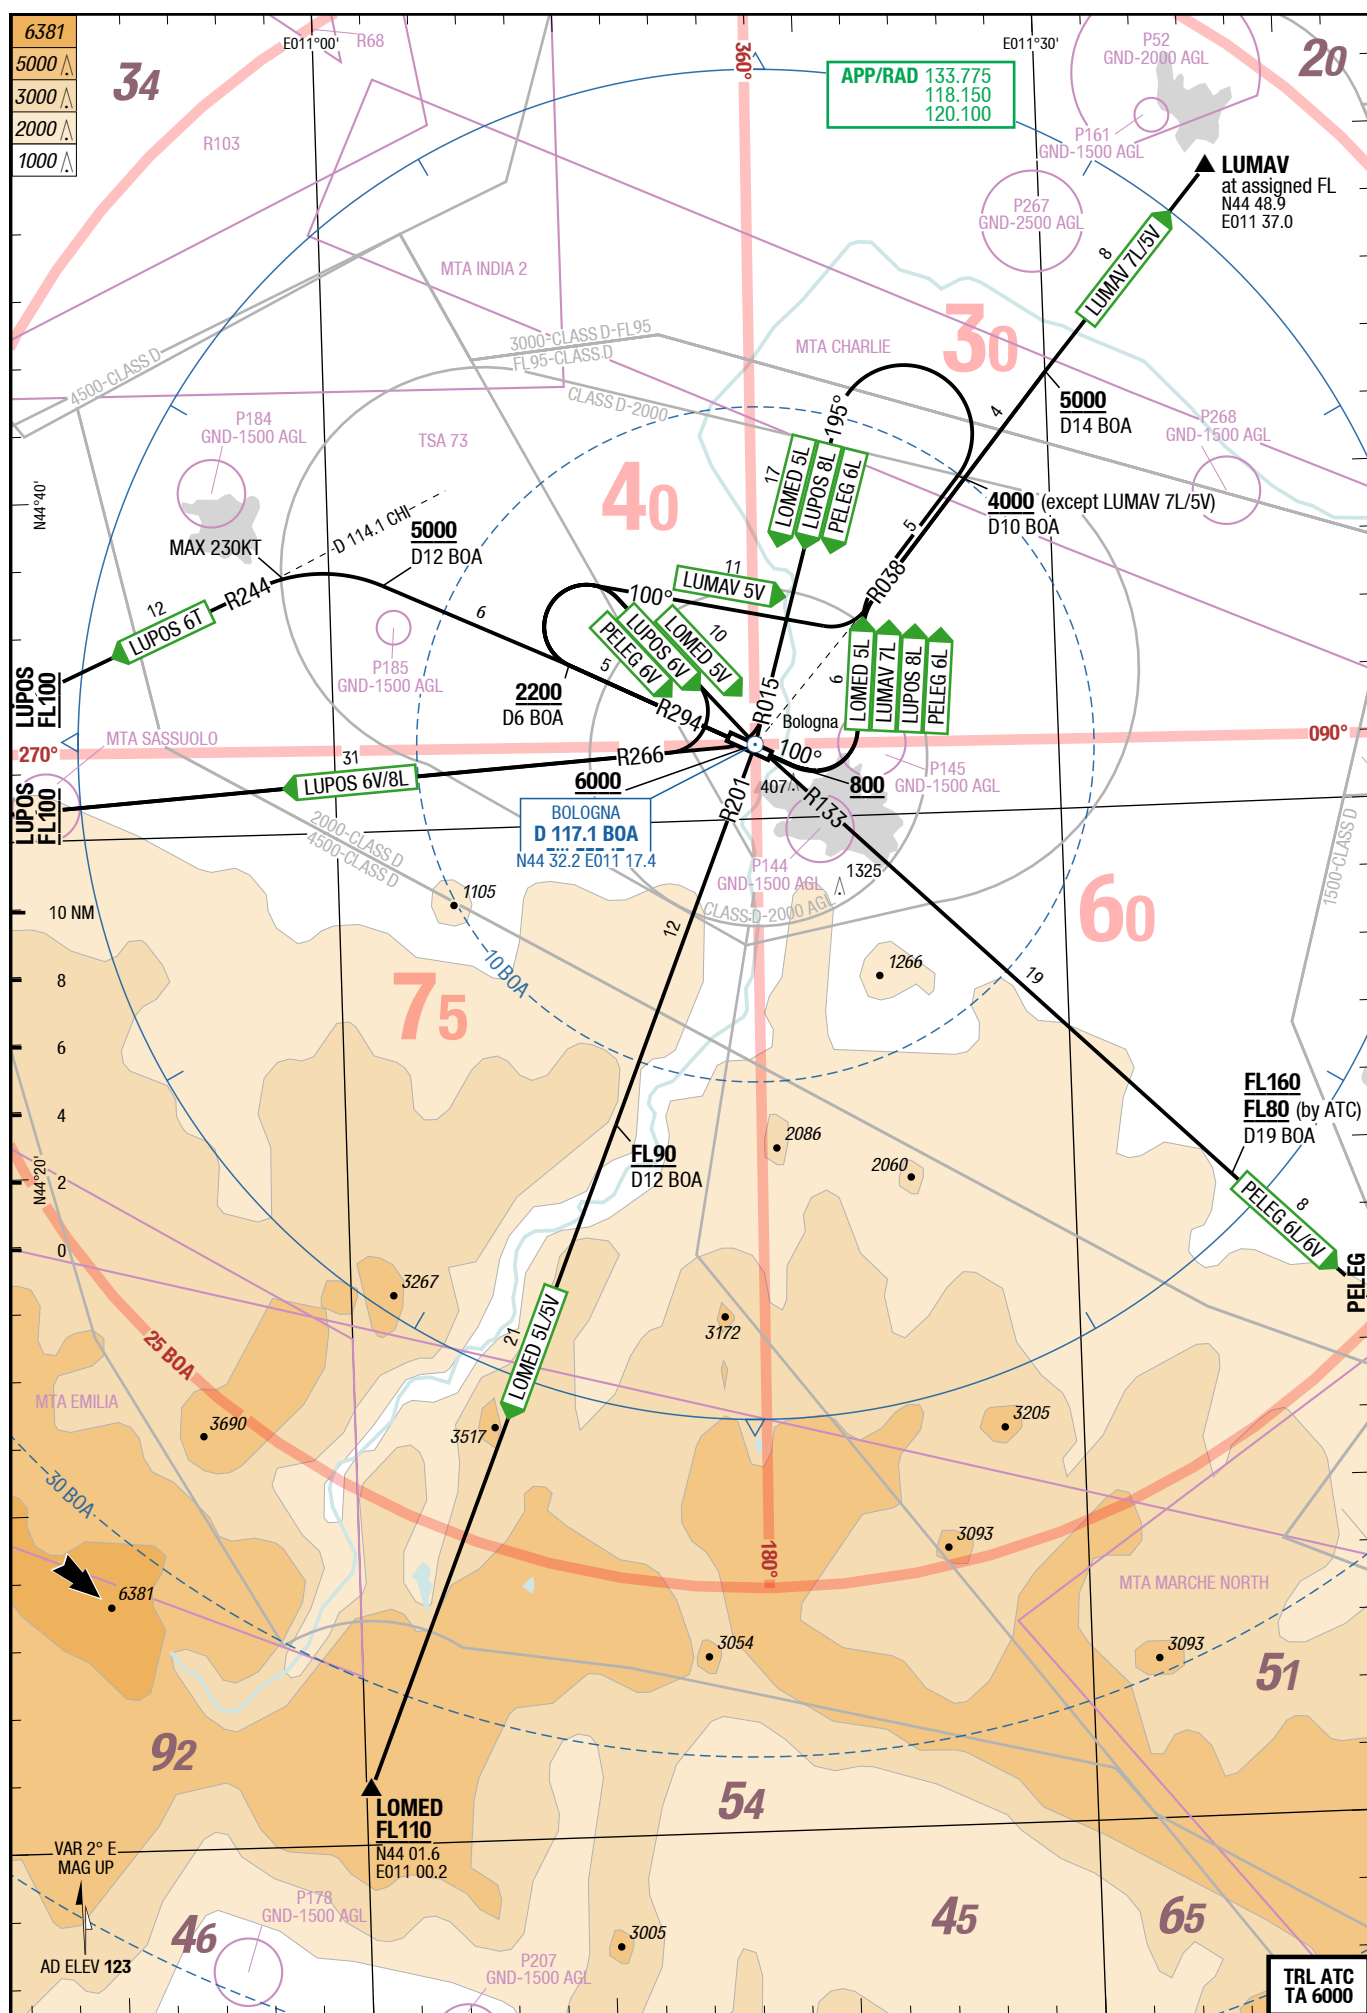 6381
5000
3000
2000
1000
34
R68
E011°00'
360°
E011°30'
P52
GND-2000 AGL
20
APP/RAD 133.775
118.150
120.100
R103
P161
GND-1500 AGL
LUMAV
at assigned FL
N44 48.9
E011 37.0
P267
GND-2500 AGL
8
LUMAV 7L/5V
MTA INDIA 2
3000-CLASS D-FL95
FL95-CLASS D
MTA CHARLIE
30
4500-CLASS D
CLASS D-2000
195°
4
5000
D14 BOA
P184
GND-1500 AGL
TSA 73
P268
GND-1500 AGL
N44°40'
40
17
LOMED 5L
LUPOS 8L
PELEG 6L
4000 (except LUMAV 7L/5V)
D10 BOA
5
D 114.1 CHI
5000
D12 BOA
MAX 230KT
R244
12
LUPOS 6T
6
11
LUMAV 5V
100°
R038
10
PELEG 6V
LUPOS 6V
LOMED 5V
5
P185
GND-1500 AGL
2200
D6 BOA
R294
R015
6
LOMED 5L
LUMAV 7L
LUPOS 8L
PELEG 6L
Bologna
LUPOS
FL100
270°
MTA SASSUOLO
31
LUPOS 6V/8L
R266
6000
100°
090°
P145
GND-1500 AGL
800
407
R133
R201
LUPOS
FL100
BOLOGNA
D 117.1 BOA
N44 32.2 E011 17.4
2000-CLASS D
4500-CLASS D
P144
GND-1500 AGL
1325
CLASS D-2000 AGL
1500-CLASS D
1105
10 NM
8
6
4
2
0
12
60
10 BOA
75
1266
19
FL160
FL80 (by ATC)
D19 BOA
FL90
D12 BOA
2086
2060
N44°20'
8
PELEG 6L/6V
PELEG
3267
21
LOMED 5L/5V
3172
25 BOA
MTA EMILIA
3690
3517
3205
30 BOA
3093
180°
MTA MARCHE NORTH
6381
3054
3093
51
92
54
LOMED
FL110
N44 01.6
E011 00.2
VAR 2° E
MAG UP
P178
GND-1500 AGL
46
45
65
3005
AD ELEV 123
P207
GND-1500 AGL
TRL ATC
TA 6000